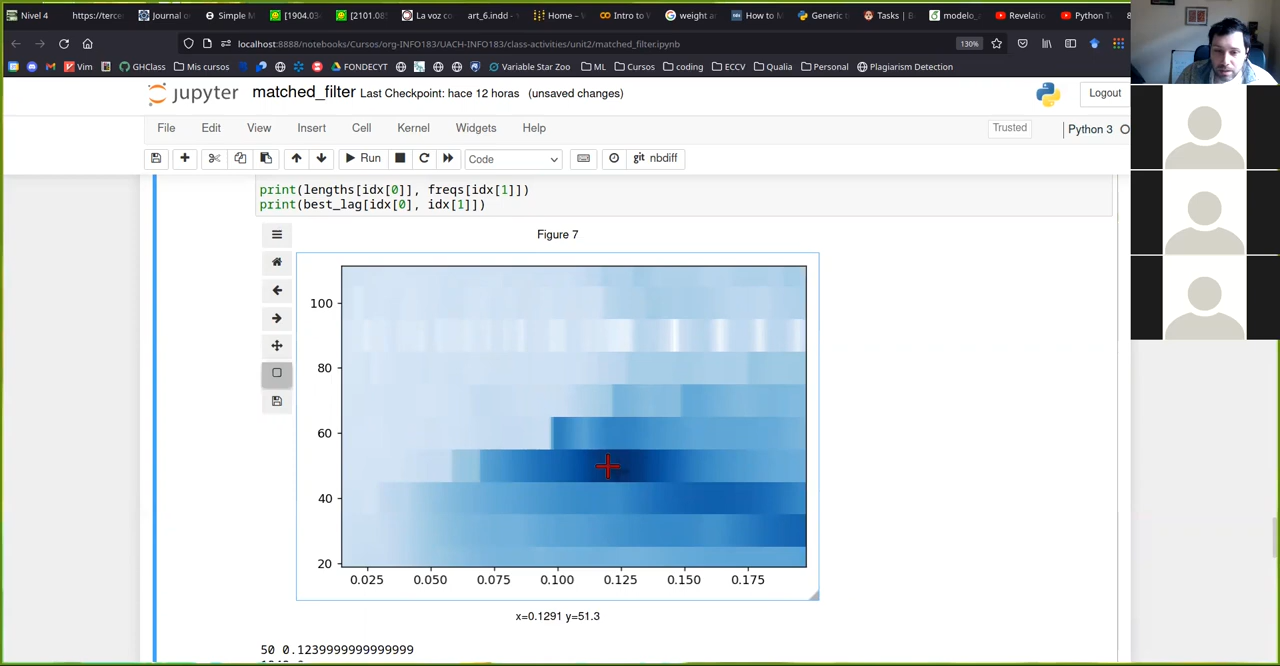 Nivel 4 https://tercer Journal o [1904.03 [2101.08 La voz co art_6.indd - Home - Intro to weight a How to M Generic t Tasks | B modelo_ Revelatio Python T
localhost:8888/notebooks/Cursos/org-INFO183/UACH-INFO183/class-activities/unit2/matched_filter.ipynb 130%
Vim GHClass Mis cursos FONDECYT Variable Star Zoo ML Cursos coding ECCV Qualia Personal Plagiarism Detection
jupyter matched_filter Last Checkpoint: hace 12 horas (unsaved changes) Logout
File Edit View Insert Cell Kernel Widgets Help Trusted Python 3
Run Code git nbdiff
print(lengths[idx[0]], freqs[idx[1]])
print(best_lag[idx[0], idx[1]])
Figure 7
100
80
60
40
20
0.025 0.050 0.075 0.100 0.125 0.150 0.175
x=0.1291 y=51.3
50 0.1239999999999999